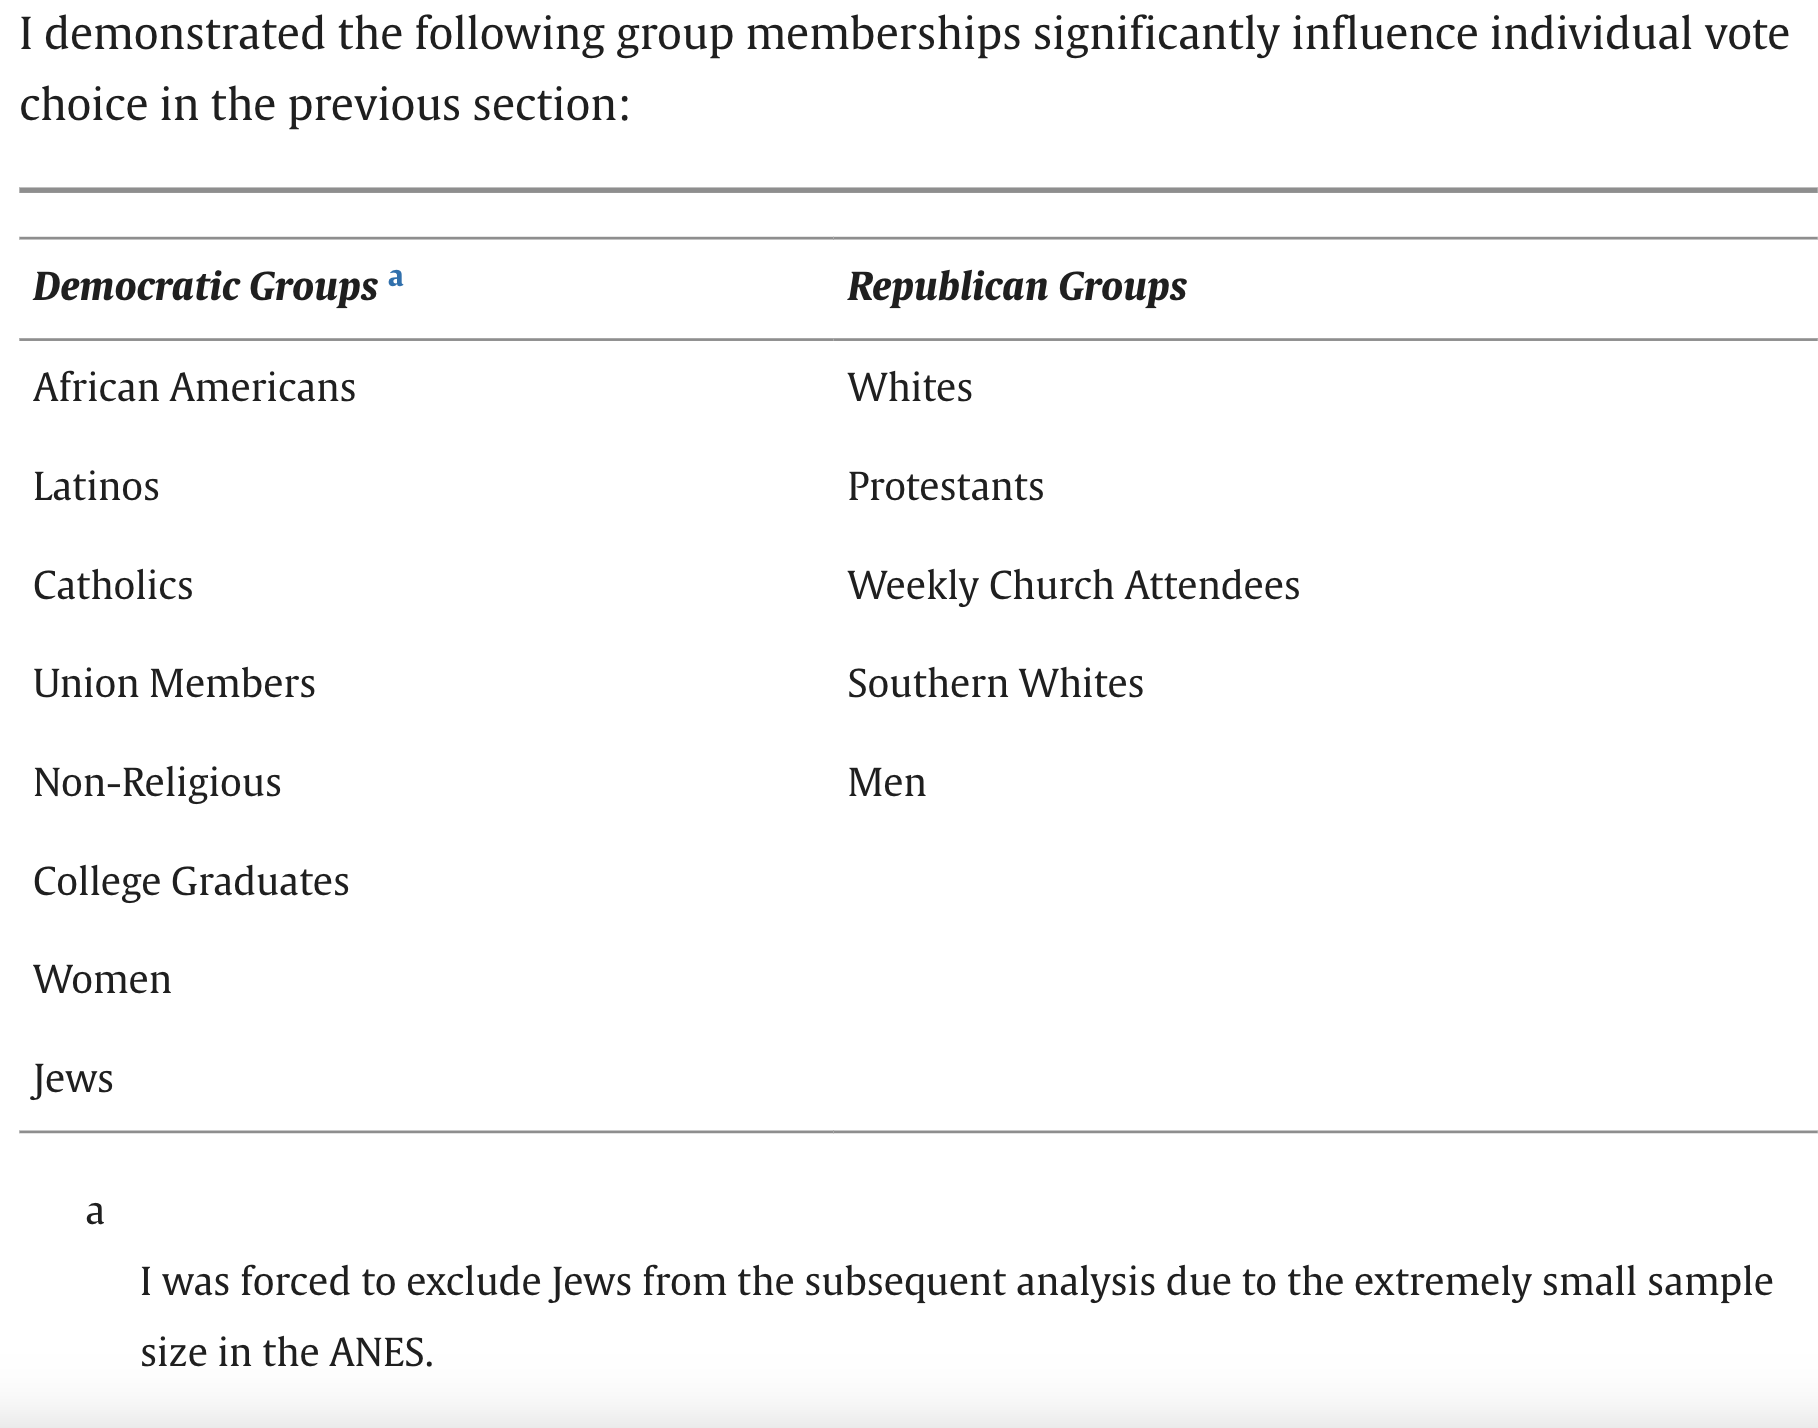 I demonstrated the following group memberships significantly influence individual vote
choice in the previous section:
Democratic Groups a
Republican Groups
African Americans
Whites
Latinos
Protestants
Catholics
Weekly Church Attendees
Union Members
Southern Whites
Non-Religious
Men
College Graduates
Women
Jews
a
I was forced to exclude Jews from the subsequent analysis due to the extremely small sample
size in the ANES.